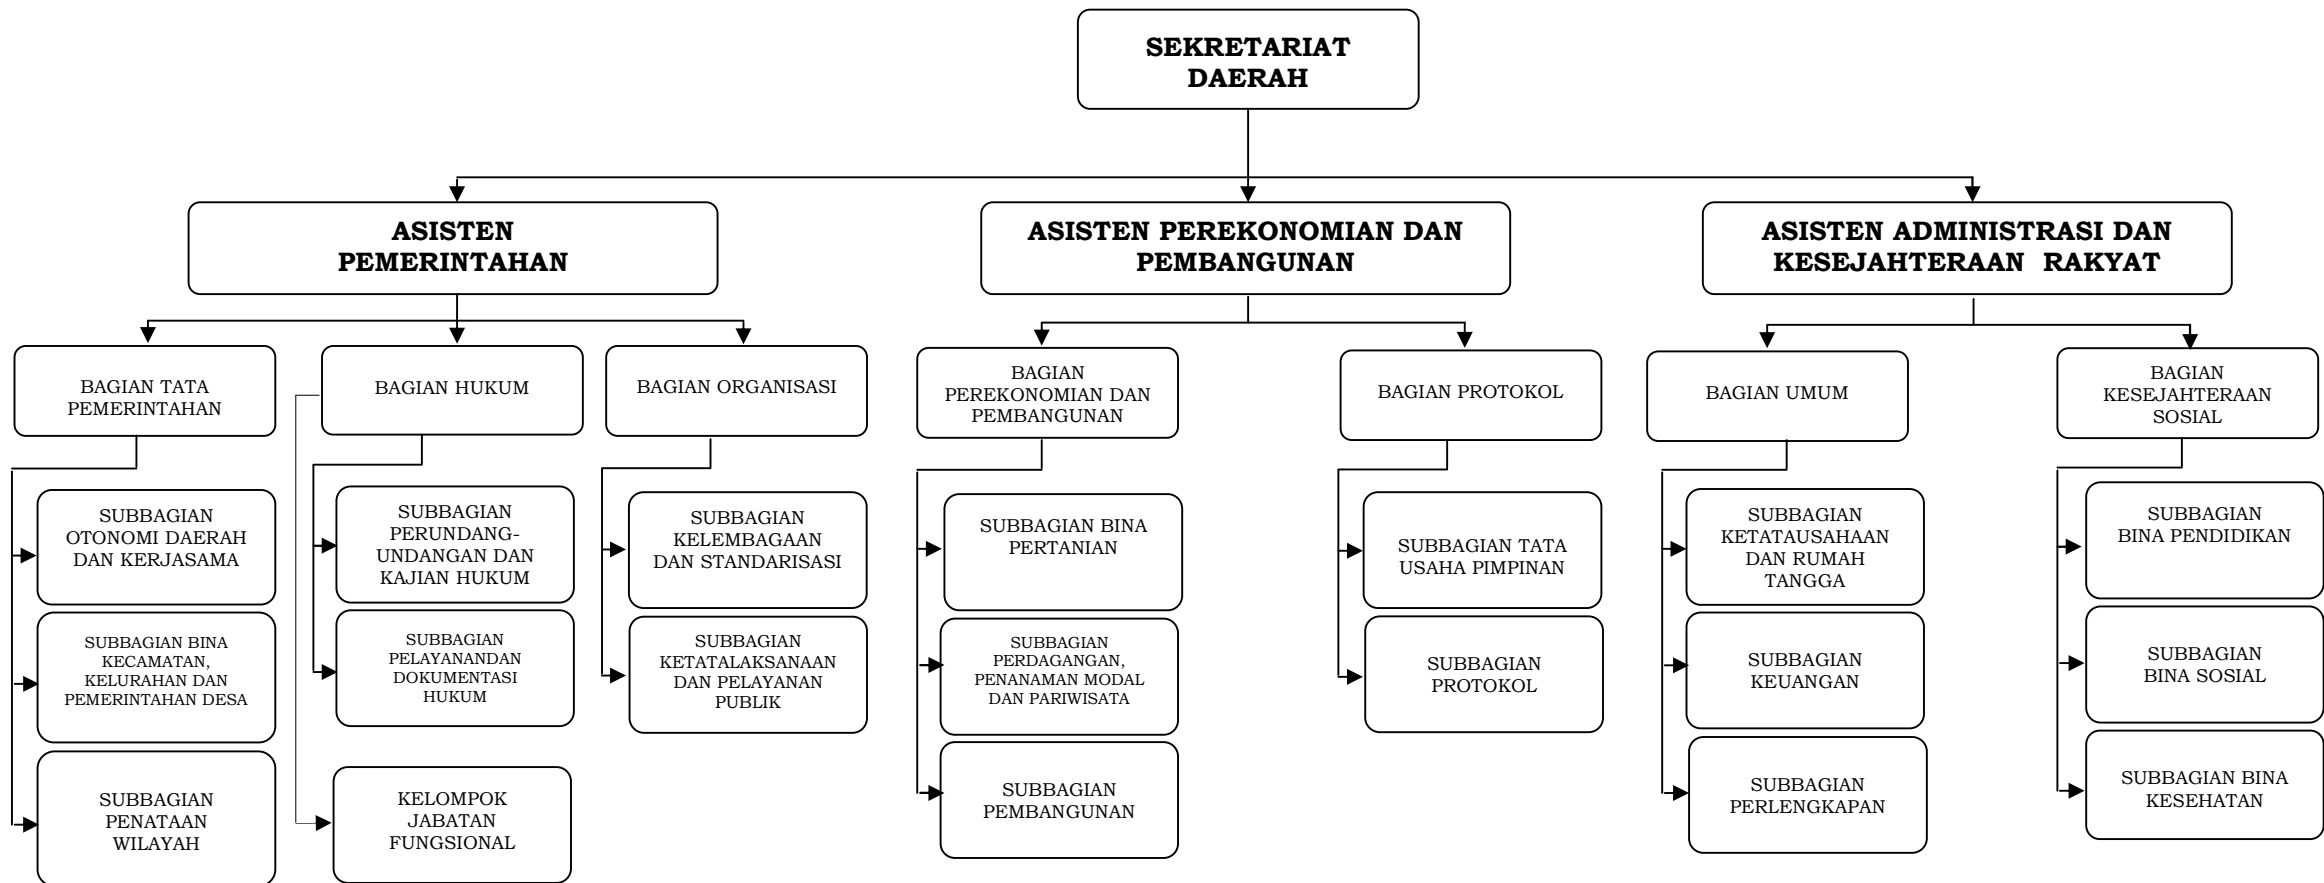 SEKRETARIAT
DAERAH
ASISTEN
PEMERINTAHAN
ASISTEN PEREKONOMIAN DAN
PEMBANGUNAN
ASISTEN ADMINISTRASI DAN
KESEJAHTERAAN RAKYAT
BAGIAN TATA
PEMERINTAHAN
BAGIAN HUKUM
BAGIAN ORGANISASI
BAGIAN
PEREKONOMIAN DAN
PEMBANGUNAN
BAGIAN PROTOKOL
BAGIAN UMUM
BAGIAN
KESEJAHTERAAN
SOSIAL
SUBBAGIAN
OTONOMI DAERAH
DAN KERJASAMA
SUBBAGIAN BINA
KECAMATAN,
KELURAHAN DAN
PEMERINTAHAN DESA
SUBBAGIAN
PENATAAN
WILAYAH
SUBBAGIAN
PERUNDANG-
UNDANGAN DAN
KAJIAN HUKUM
SUBBAGIAN
PELAYANANDAN
DOKUMENTASI
HUKUM
KELOMPOK
JABATAN
FUNGSIONAL
SUBBAGIAN
KELEMBAGAAN
DAN STANDARISASI
SUBBAGIAN
KETATALAKSANAAN
DAN PELAYANAN
PUBLIK
SUBBAGIAN BINA
PERTANIAN
SUBBAGIAN
PERDAGANGAN,
PENANAMAN MODAL
DAN PARIWISATA
SUBBAGIAN
PEMBANGUNAN
SUBBAGIAN TATA
USAHA PIMPINAN
SUBBAGIAN
PROTOKOL
SUBBAGIAN
KETATAUSAHAAN
DAN RUMAH
TANGGA
SUBBAGIAN
KEUANGAN
SUBBAGIAN
PERLENGKAPAN
SUBBAGIAN
BINA PENDIDIKAN
SUBBAGIAN
BINA SOSIAL
SUBBAGIAN BINA
KESEHATAN